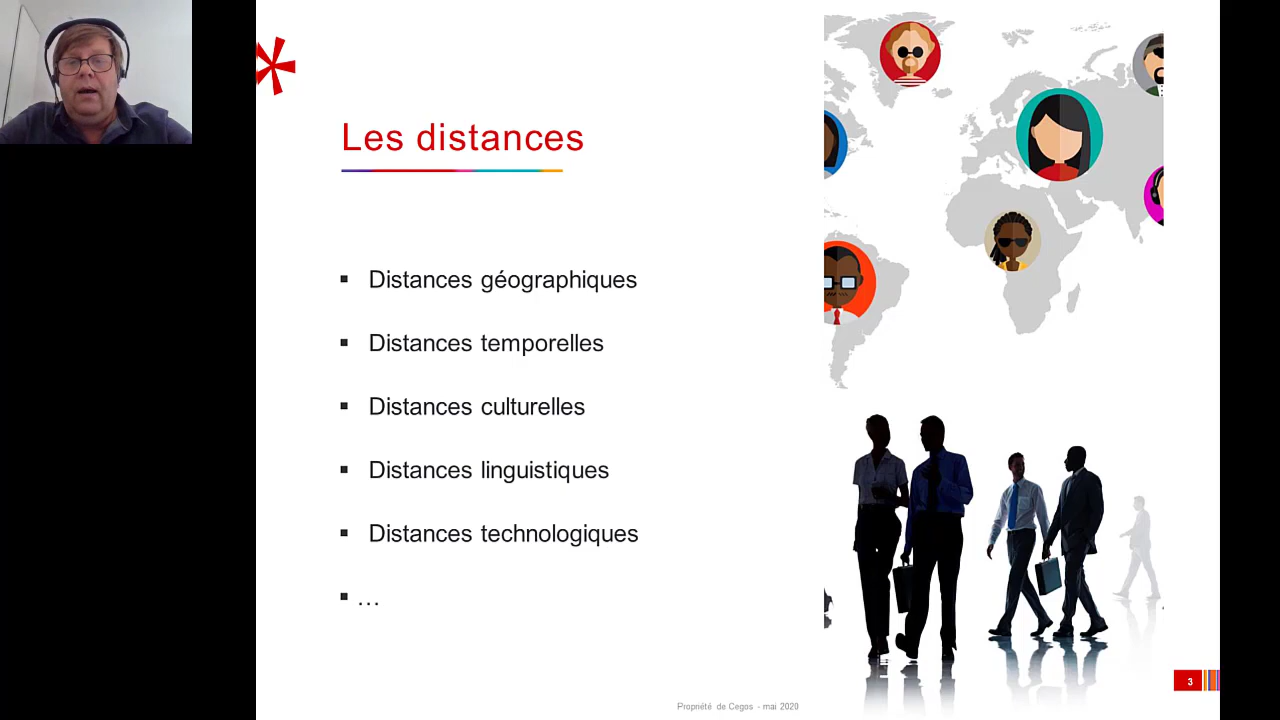 Les distances
▪ Distances géographiques
▪ Distances temporelles
▪ Distances culturelles
▪ Distances linguistiques
▪ Distances technologiques
▪ ...
Propriété de Cegos - mai 2020
3